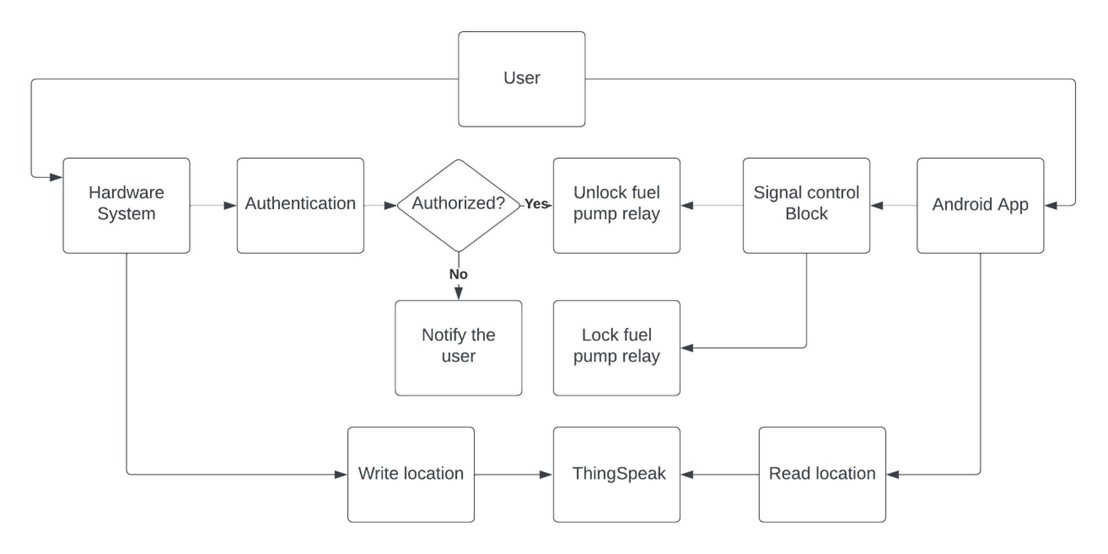 User
Hardware
System
Authentication
Authorized?
Yes
Unlock fuel
pump relay
Signal control
Block
Android App
No
Notify the
user
Lock fuel
pump relay
Write location
ThingSpeak
Read location